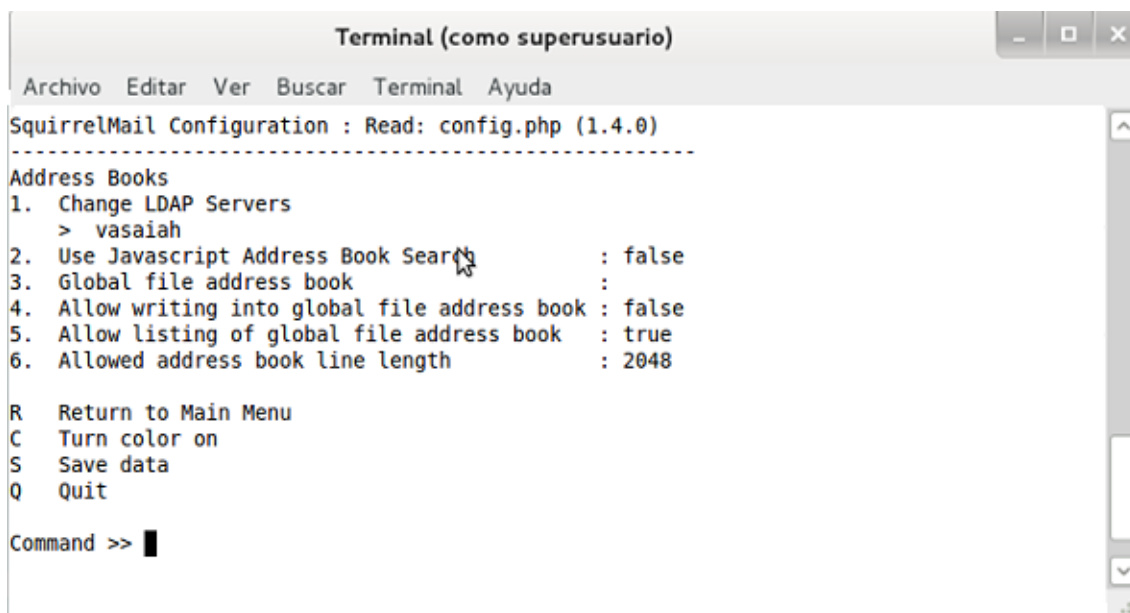 Terminal (como superusuario)
Archivo Editar Ver Buscar Terminal Ayuda
SquirrelMail Configuration : Read: config.php (1.4.0)
---------------------------------------------------------
Address Books
1.  Change LDAP Servers
    >  vasaiah
2.  Use Javascript Address Book Search          : false
3.  Global file address book                    :
4.  Allow writing into global file address book : false
5.  Allow listing of global file address book   : true
6.  Allowed address book line length            : 2048

R   Return to Main Menu
C   Turn color on
S   Save data
Q   Quit

Command >>